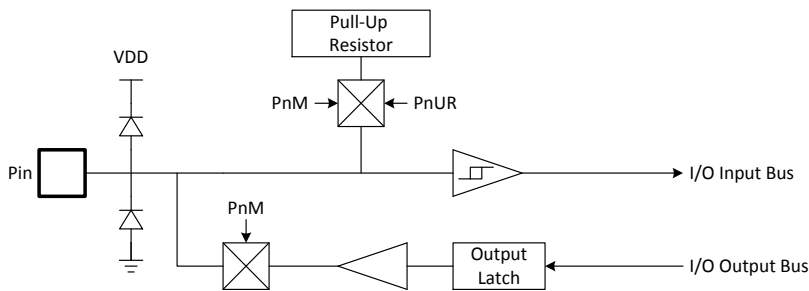 Pull-Up
Resistor
VDD
PnM
PnUR
Pin
I/O Input Bus
PnM
Output
Latch
I/O Output Bus